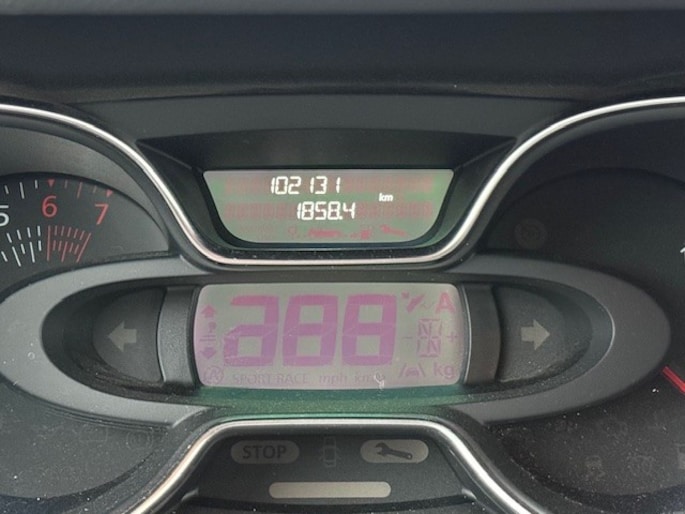 102131
km
1858.4
5 6 7
288
A
N
kg
SPORT RACE mph km/h
STOP